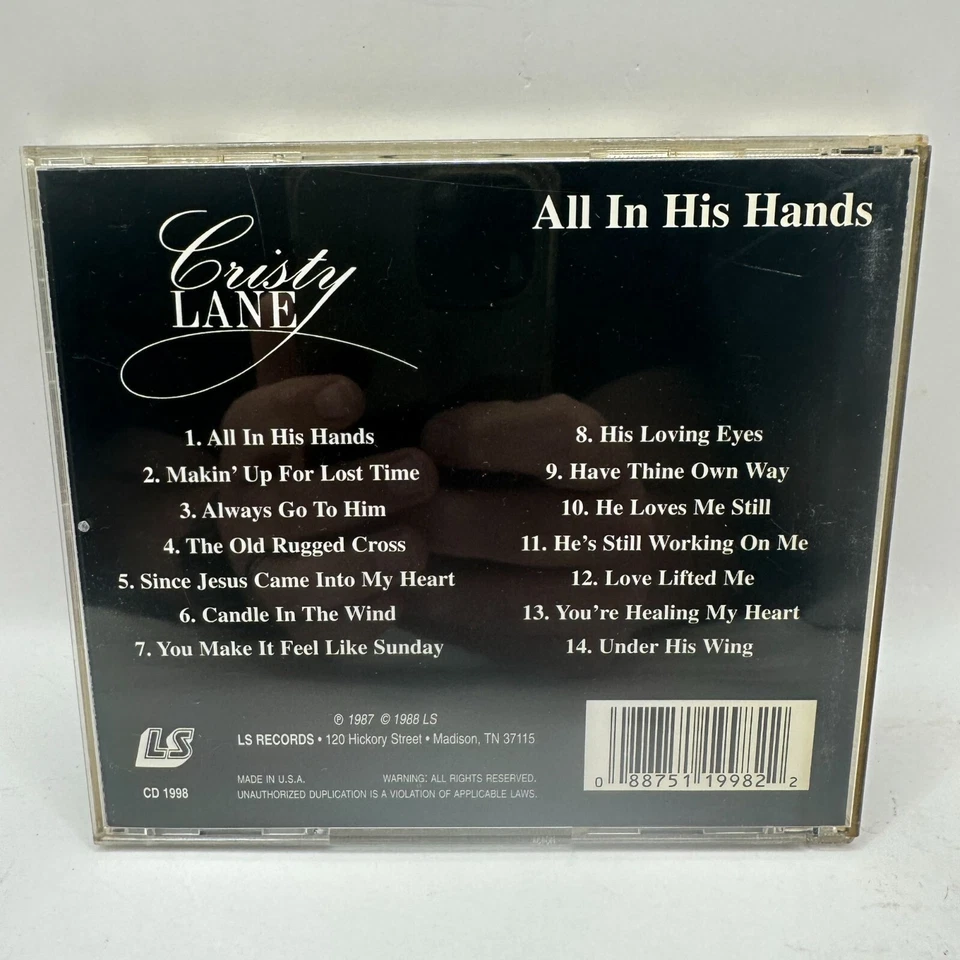 All In His Hands
Cristy
LANE
1. All In His Hands
2. Makin' Up For Lost Time
3. Always Go To Him
4. The Old Rugged Cross
5. Since Jesus Came Into My Heart
6. Candle In The Wind
7. You Make It Feel Like Sunday
8. His Loving Eyes
9. Have Thine Own Way
10. He Loves Me Still
11. He's Still Working On Me
12. Love Lifted Me
13. You're Healing My Heart
14. Under His Wing
℗ 1987 © 1988 LS
LS RECORDS • 120 Hickory Street • Madison, TN 37115
LS
CD 1998
MADE IN U.S.A. WARNING: ALL RIGHTS RESERVED.
UNAUTHORIZED DUPLICATION IS A VIOLATION OF APPLICABLE LAWS.
0 88751 19982 2